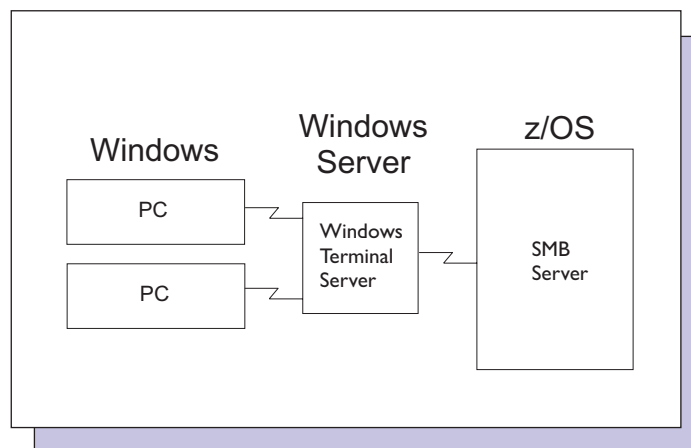 Windows
PC
PC
Windows
Server
Windows
Terminal
Server
z/OS
SMB
Server